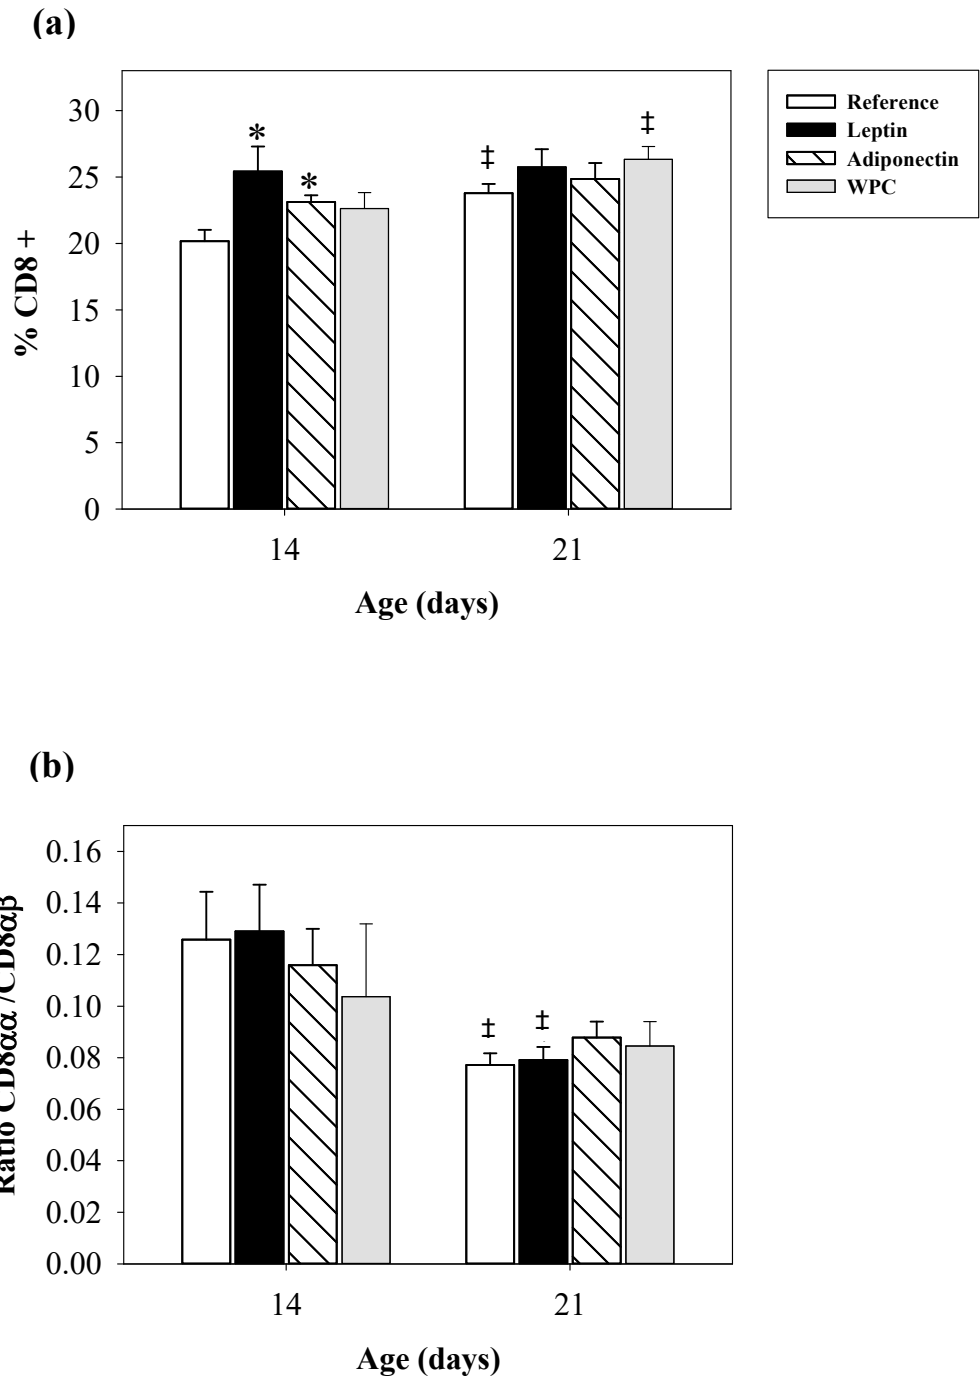 (a)
30
25
20
15
10
5
0
% CD8 +
* * ‡ ‡
14 21
Age (days)
Reference
Leptin
Adiponectin
WPC
(b)
0.16
0.14
0.12
0.10
0.08
0.06
0.04
0.02
0.00
Ratio CD8αα /CD8αβ
‡ ‡
14 21
Age (days)